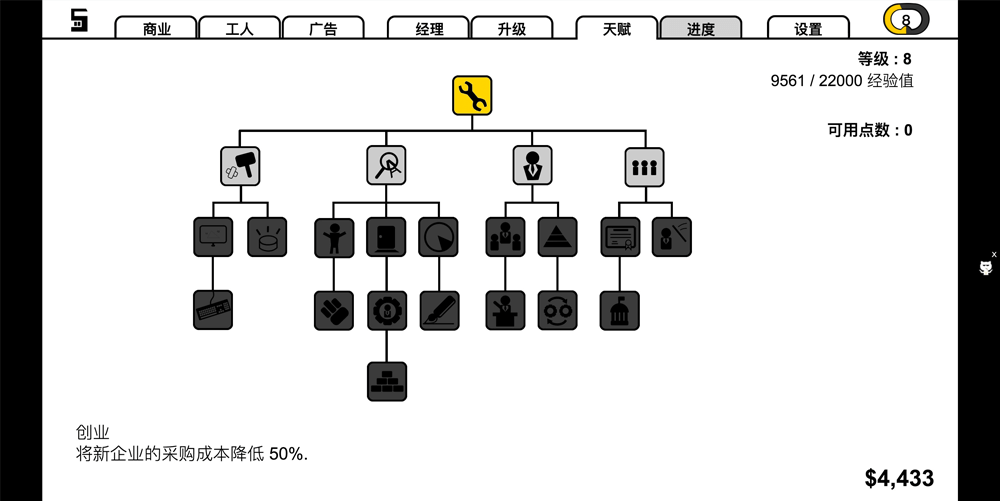 商业
工人
广告
经理
升级
天赋
进度
设置
8
等级 : 8
9561 / 22000 经验值
可用点数 : 0
创业
将新企业的采购成本降低 50%.
$4,433
x